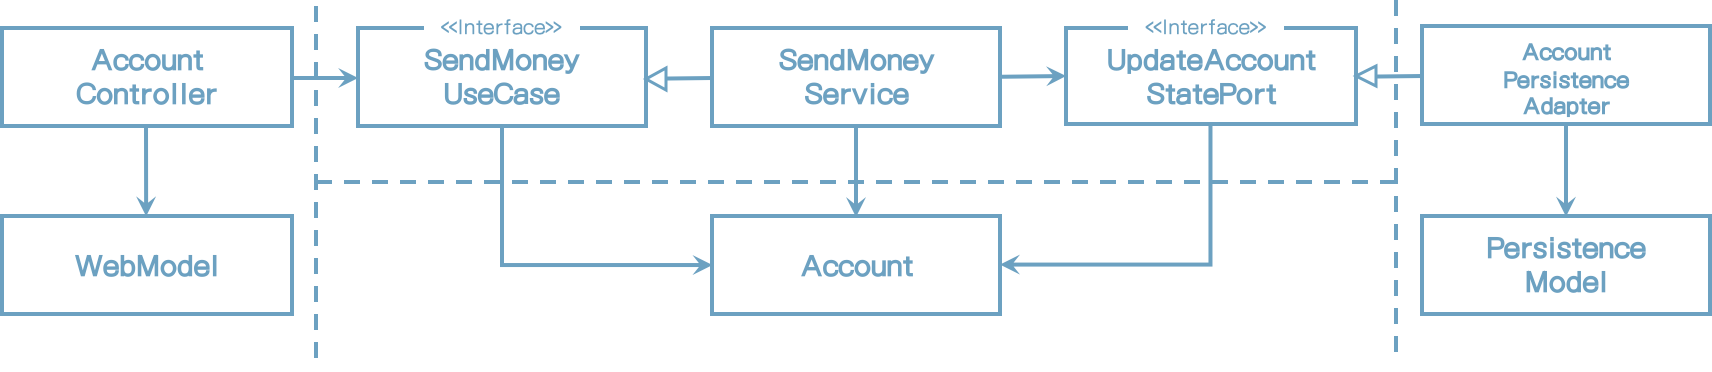 Account
Controller
<<Interface>>
SendMoney
UseCase
SendMoney
Service
<<Interface>>
UpdateAccount
StatePort
Account
Persistence
Adapter
WebModel
Account
Persistence
Model